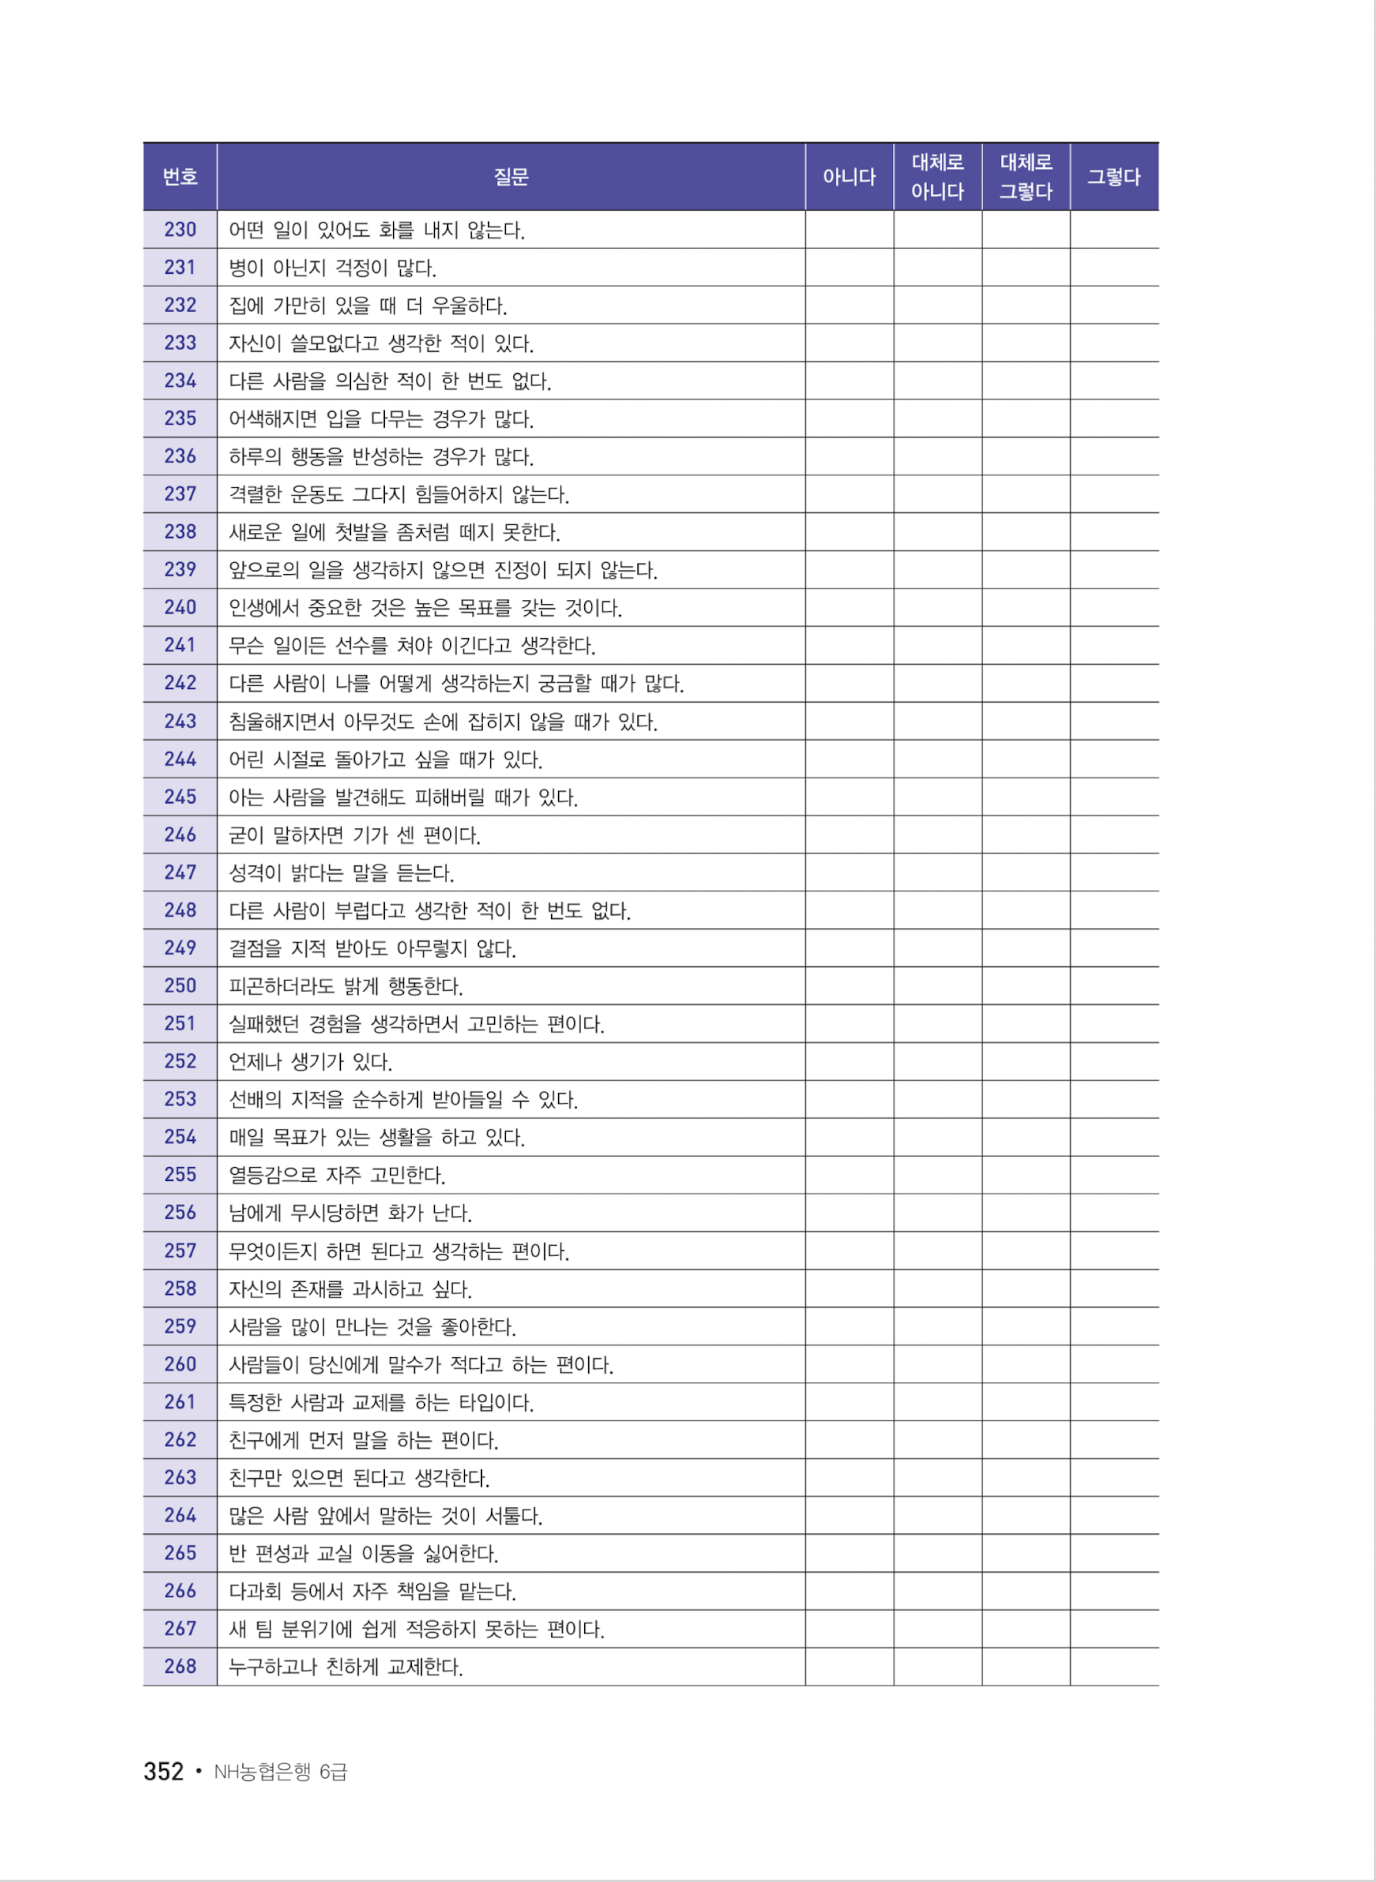 번호 질문 아니다 대체로 아니다 대체로 그렇다 그렇다
230 어떤 일이 있어도 화를 내지 않는다.
231 병이 아닌지 걱정이 많다.
232 집에 가만히 있을 때 더 우울하다.
233 자신이 쓸모없다고 생각한 적이 있다.
234 다른 사람을 의심한 적이 한 번도 없다.
235 어색해지면 입을 다무는 경우가 많다.
236 하루의 행동을 반성하는 경우가 많다.
237 격렬한 운동도 그다지 힘들어하지 않는다.
238 새로운 일에 첫발을 좀처럼 떼지 못한다.
239 앞으로의 일을 생각하지 않으면 진정이 되지 않는다.
240 인생에서 중요한 것은 높은 목표를 갖는 것이다.
241 무슨 일이든 선수를 쳐야 이긴다고 생각한다.
242 다른 사람이 나를 어떻게 생각하는지 궁금할 때가 많다.
243 침울해지면서 아무것도 손에 잡히지 않을 때가 있다.
244 어린 시절로 돌아가고 싶을 때가 있다.
245 아는 사람을 발견해도 피해버릴 때가 있다.
246 굳이 말하자면 기가 센 편이다.
247 성격이 밝다는 말을 듣는다.
248 다른 사람이 부럽다고 생각한 적이 한 번도 없다.
249 결점을 지적 받아도 아무렇지 않다.
250 피곤하더라도 밝게 행동한다.
251 실패했던 경험을 생각하면서 고민하는 편이다.
252 언제나 생기가 있다.
253 선배의 지적을 순수하게 받아들일 수 있다.
254 매일 목표가 있는 생활을 하고 있다.
255 열등감으로 자주 고민한다.
256 남에게 무시당하면 화가 난다.
257 무엇이든지 하면 된다고 생각하는 편이다.
258 자신의 존재를 과시하고 싶다.
259 사람을 많이 만나는 것을 좋아한다.
260 사람들이 당신에게 말수가 적다고 하는 편이다.
261 특정한 사람과 교제를 하는 타입이다.
262 친구에게 먼저 말을 하는 편이다.
263 친구만 있으면 된다고 생각한다.
264 많은 사람 앞에서 말하는 것이 서툴다.
265 반 편성과 교실 이동을 싫어한다.
266 다과회 등에서 자주 책임을 맡는다.
267 새 팀 분위기에 쉽게 적응하지 못하는 편이다.
268 누구하고나 친하게 교제한다.
352 • NH농협은행 6급